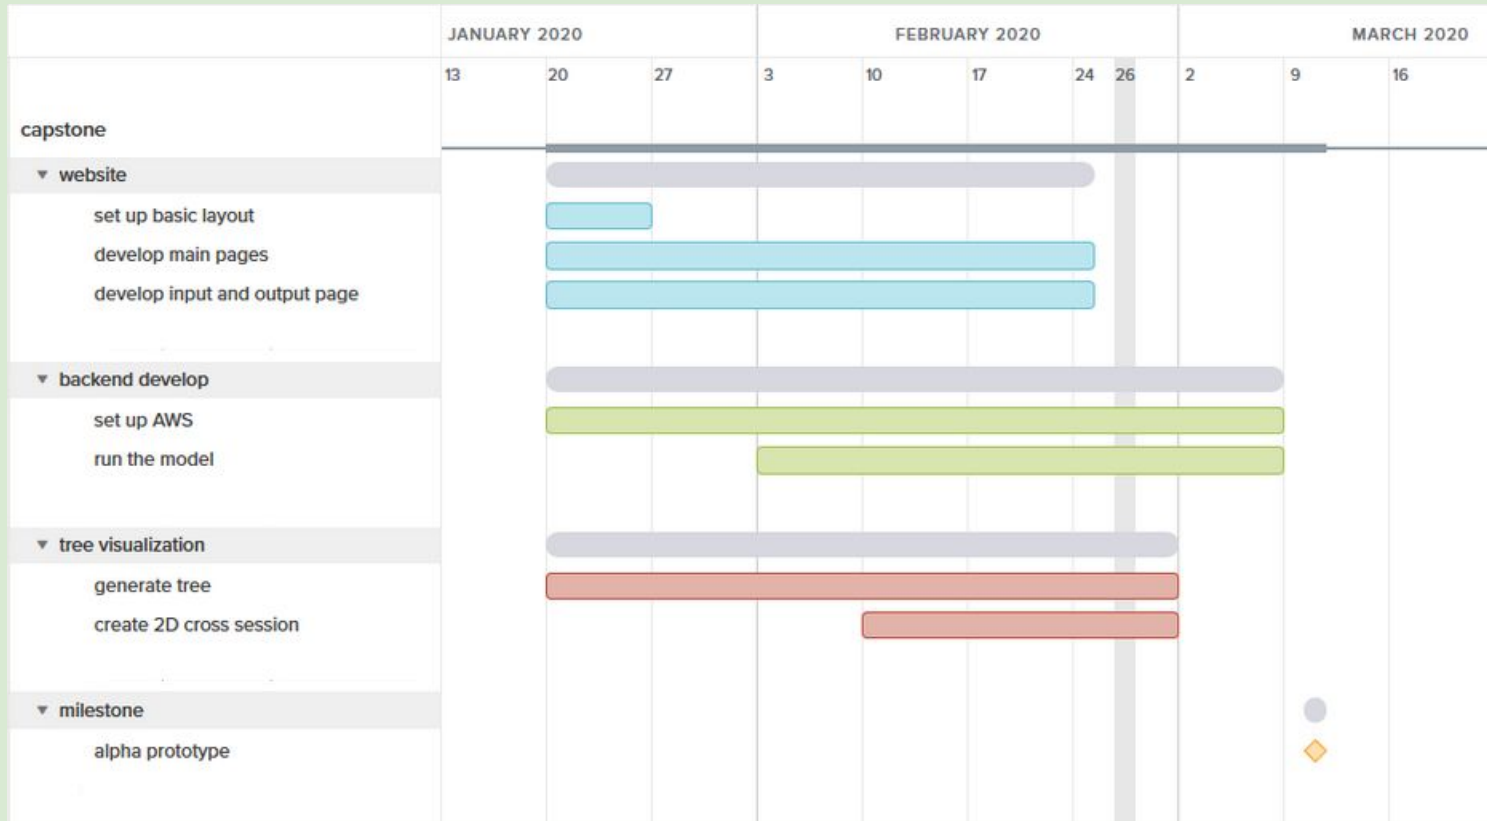 JANUARY 2020 FEBRUARY 2020 MARCH 2020
13 20 27 3 10 17 24 26 2 9 16
capstone
website
set up basic layout
develop main pages
develop input and output page
backend develop
set up AWS
run the model
tree visualization
generate tree
create 2D cross session
milestone
alpha prototype